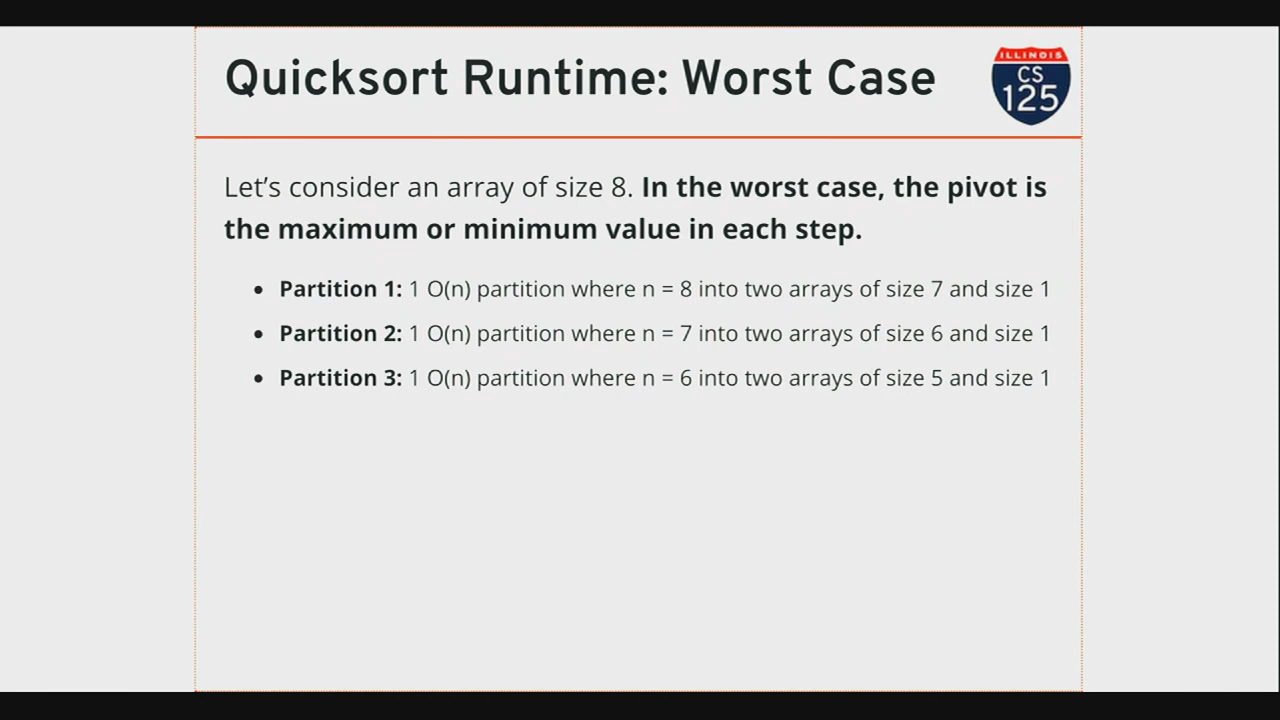 Quicksort Runtime: Worst Case
ILLINOIS
CS
125
Let's consider an array of size 8. In the worst case, the pivot is
the maximum or minimum value in each step.
• Partition 1: 1 O(n) partition where n = 8 into two arrays of size 7 and size 1
• Partition 2: 1 O(n) partition where n = 7 into two arrays of size 6 and size 1
• Partition 3: 1 O(n) partition where n = 6 into two arrays of size 5 and size 1